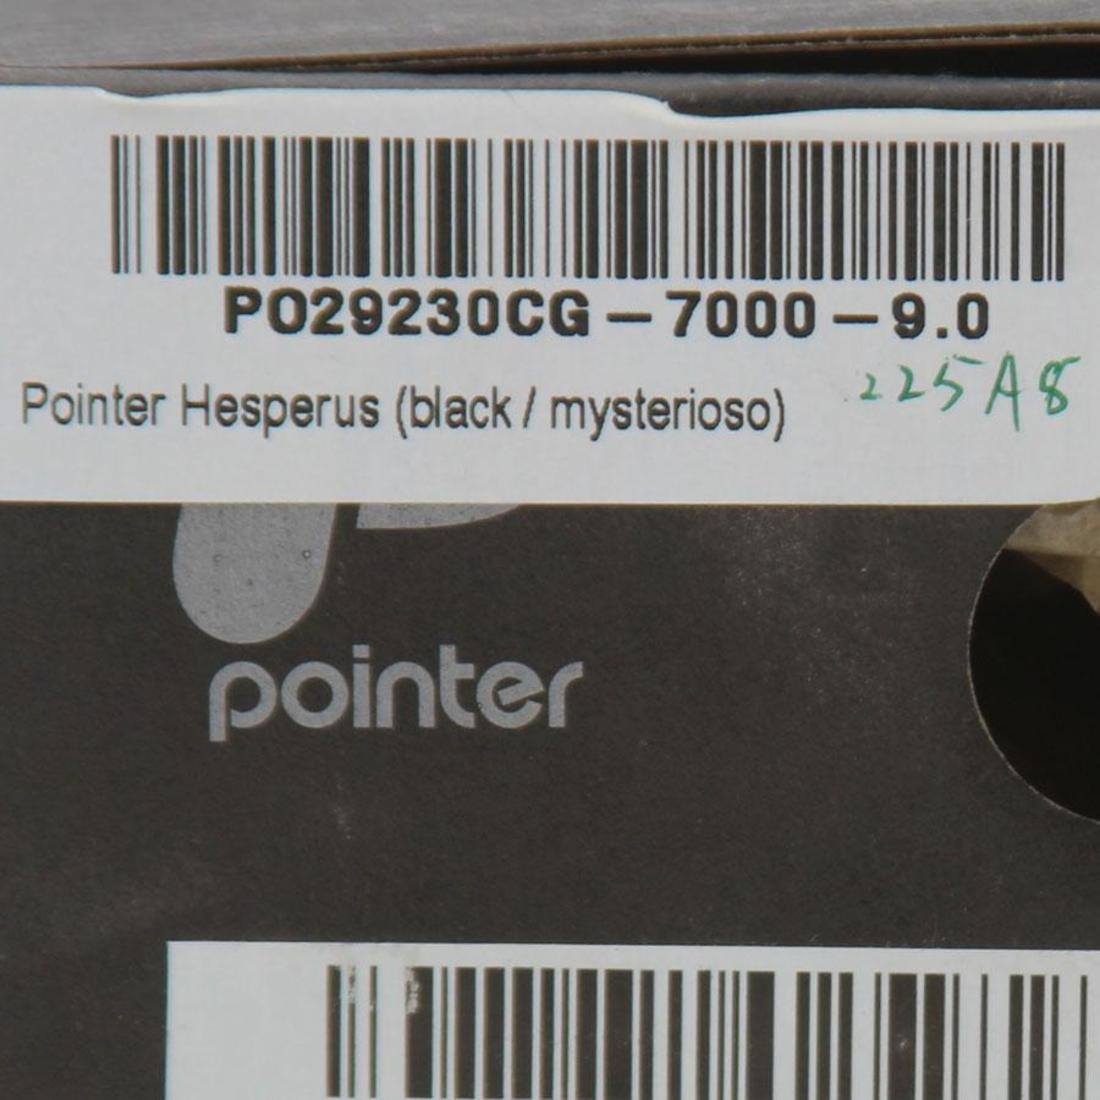 PO29230CG-7000-9.0
225A8
Pointer Hesperus (black / mysterioso)
pointer